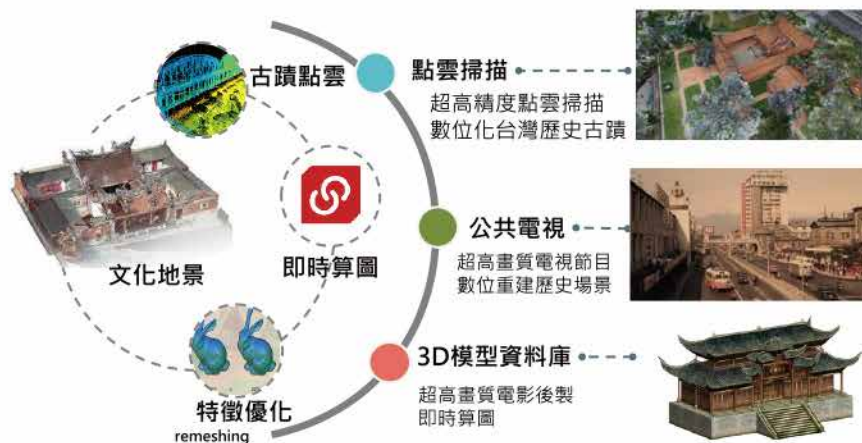 古蹟點雲
文化地景
即時算圖
特徵優化
remeshing
點雲掃描
超高精度點雲掃描
數位化台灣歷史古蹟
公共電視
超高畫質電視節目
數位重建歷史場景
3D模型資料庫
超高畫質電影後製
即時算圖